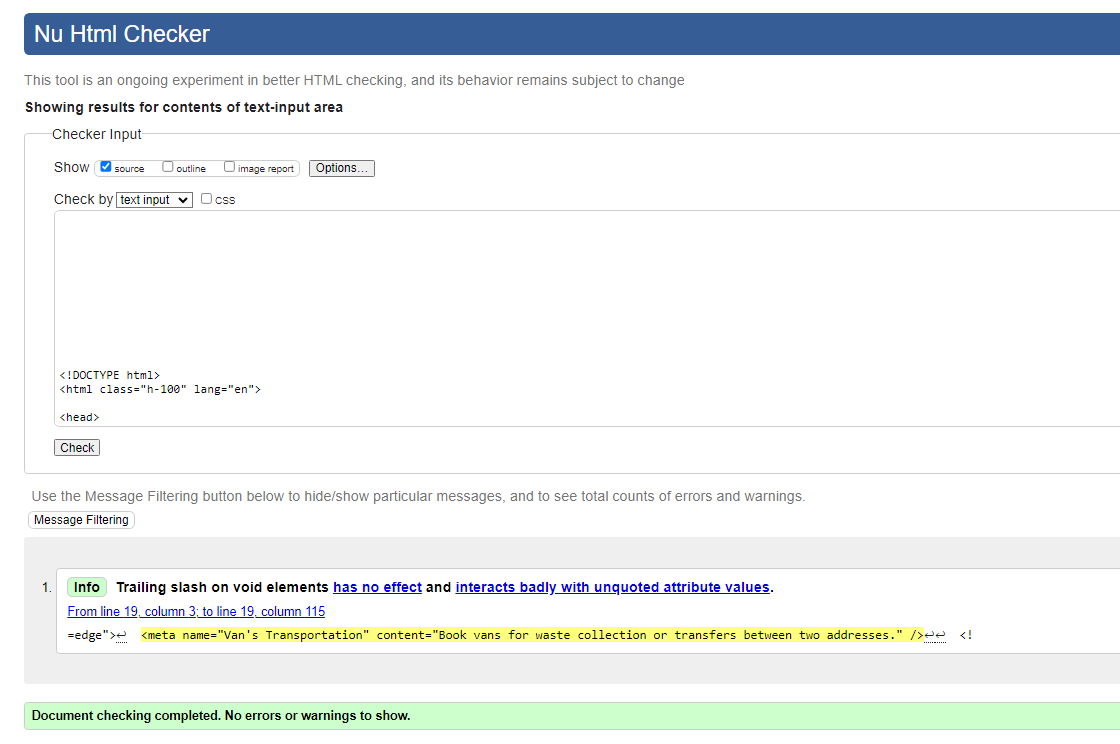 Nu Html Checker
This tool is an ongoing experiment in better HTML checking, and its behavior remains subject to change
Showing results for contents of text-input area
Checker Input
Show source outline image report Options...
Check by text input css
<!DOCTYPE html>
<html class="h-100" lang="en">
<head>
Check
Use the Message Filtering button below to hide/show particular messages, and to see total counts of errors and warnings.
Message Filtering
1. Info Trailing slash on void elements has no effect and interacts badly with unquoted attribute values.
From line 19, column 3; to line 19, column 115
=edge">↩ <meta name="Van's Transportation" content="Book vans for waste collection or transfers between two addresses." />↩↩ <!
Document checking completed. No errors or warnings to show.